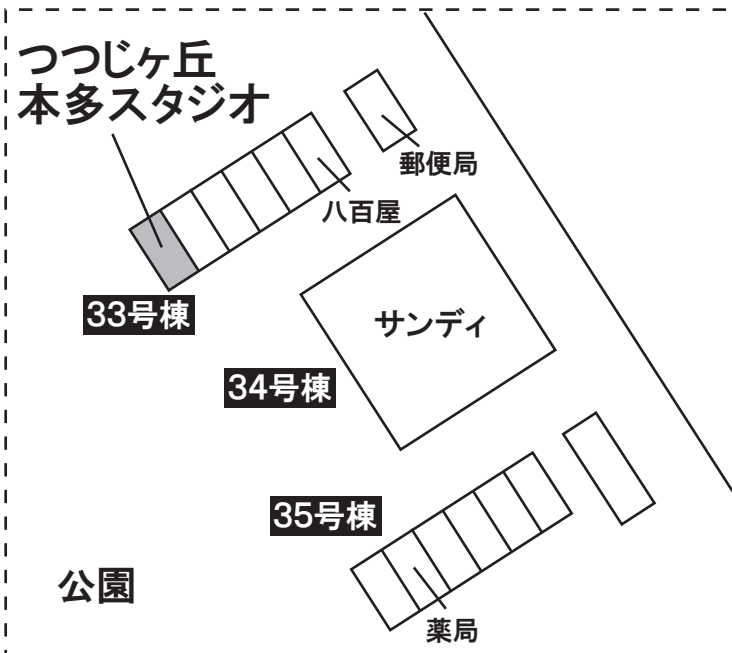 つつじヶ丘
本多スタジオ
郵便局
八百屋
33号棟
サンディ
34号棟
35号棟
公園
薬局